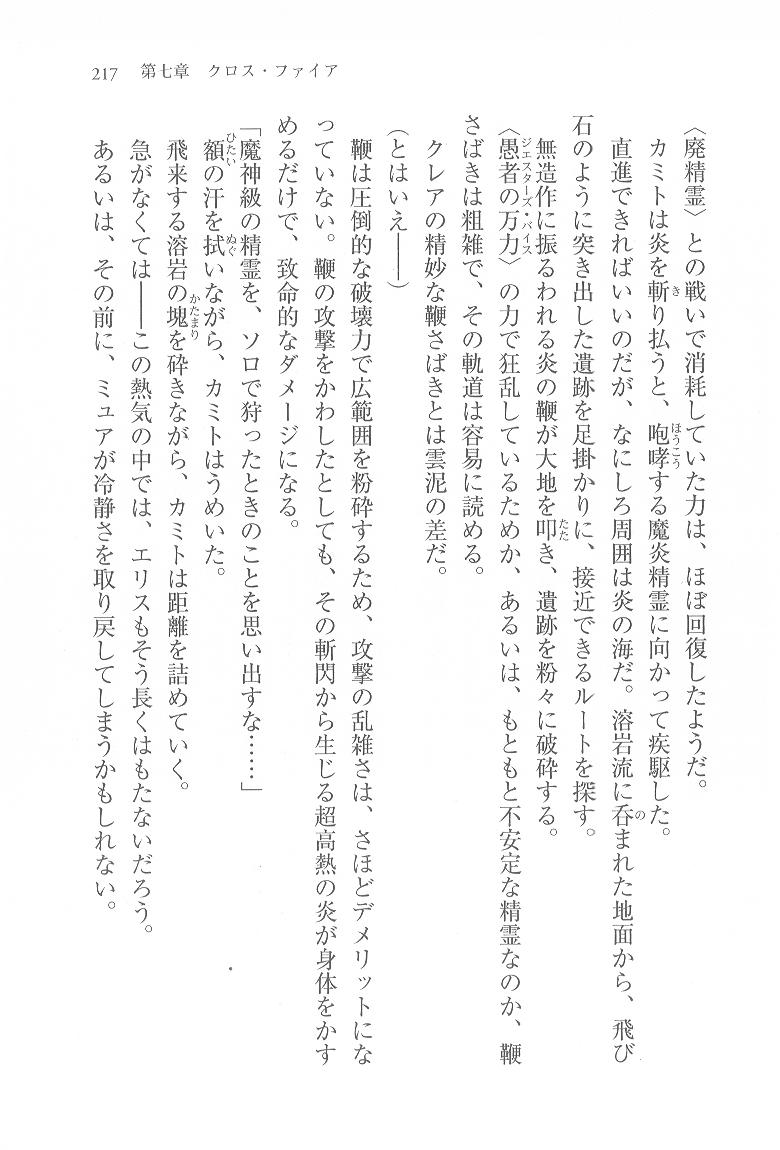 217　第七章　クロス・ファイア
〈廃精霊〉との戦いで消耗していた力は、ほぼ回復したようだ。
カミトは炎を斬り払うと、咆哮する魔炎精霊に向かって疾駆した。
直進できればいいのだが、なにしろ周囲は炎の海だ。溶岩流に呑まれた地面から、飛び
石のように突き出した遺跡を足掛かりに、接近できるルートを探す。
無造作に振るわれる炎の鞭が大地を叩き、遺跡を粉々に破砕する。
〈愚者の万力〉の力で狂乱しているためか、あるいは、もともと不安定な精霊なのか、鞭
さばきは粗雑で、その軌道は容易に読める。
クレアの精妙な鞭さばきとは雲泥の差だ。
（とはいえ――）
鞭は圧倒的な破壊力で広範囲を粉砕するため、攻撃の乱雑さは、さほどデメリットにな
っていない。鞭の攻撃をかわしたとしても、その斬閃から生じる超高熱の炎が身体をかす
めるだけで、致命的なダメージになる。
「魔神級の精霊を、ソロで狩ったときのことを思い出すな……」
額の汗を拭いながら、カミトはうめいた。
飛来する溶岩の塊を砕きながら、カミトは距離を詰めていく。
急がなくては――この熱気の中では、エリスもそう長くはもたないだろう。
あるいは、その前に、ミュアが冷静さを取り戻してしまうかもしれない。